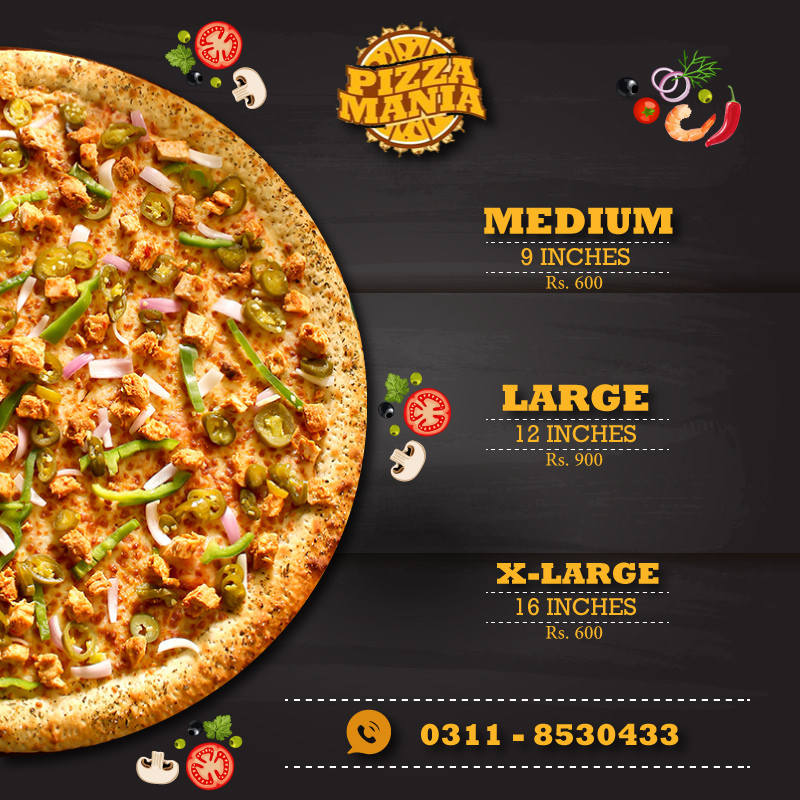 PIZZA
MANIA
MEDIUM
9 INCHES
Rs. 600
LARGE
12 INCHES
Rs. 900
X-LARGE
16 INCHES
Rs. 600
0311 - 8530433